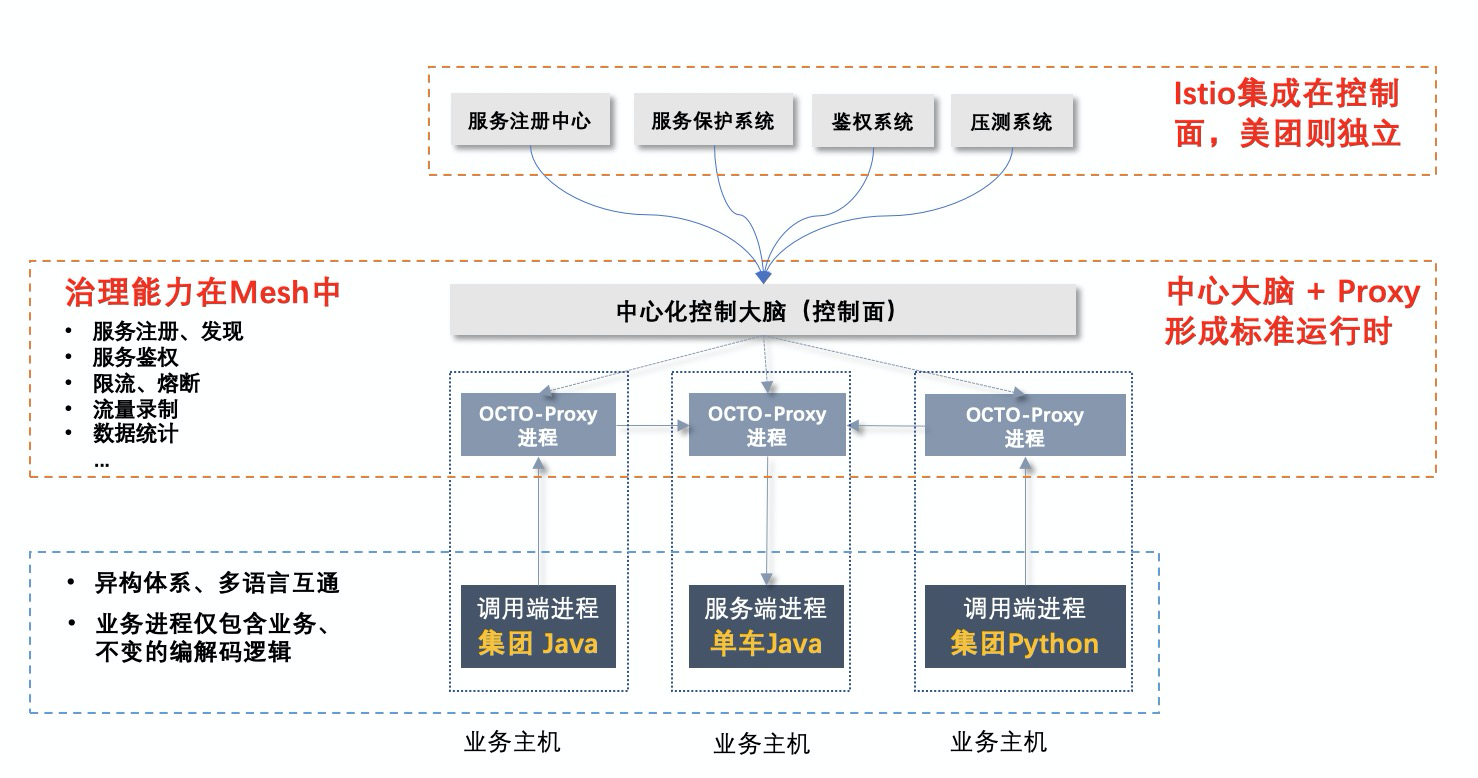 服务注册中心
服务保护系统
鉴权系统
压测系统
Istio集成在控制
面，美团则独立
治理能力在Mesh中
• 服务注册、发现
• 服务鉴权
• 限流、熔断
• 流量录制
• 数据统计
...
中心化控制大脑（控制面）
中心大脑 + Proxy
形成标准运行时
OCTO-Proxy
进程
OCTO-Proxy
进程
OCTO-Proxy
进程
• 异构体系、多语言互通
• 业务进程仅包含业务、
不变的编解码逻辑
调用端进程
集团 Java
服务端进程
单车Java
调用端进程
集团Python
业务主机
业务主机
业务主机